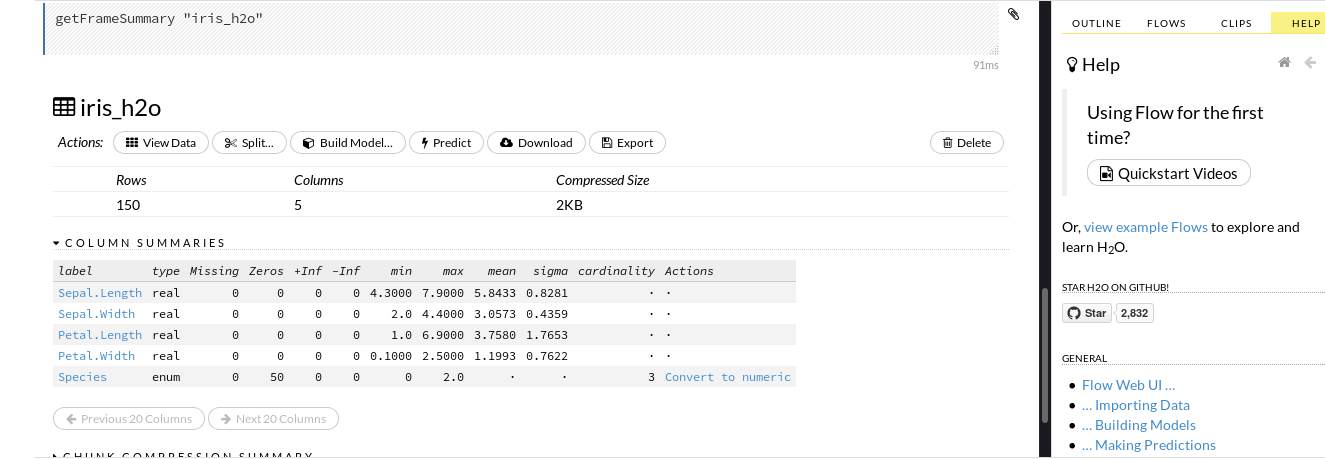 getFrameSummary "iris_h2o"
91ms
iris_h2o
Actions: View Data Split... Build Model... Predict Download Export Delete
Rows Columns Compressed Size
150 5 2KB
COLUMN SUMMARIES
label type Missing Zeros +Inf -Inf min max mean sigma cardinality Actions
Sepal.Length real 0 0 0 0 4.3000 7.9000 5.8433 0.8281 · ·
Sepal.Width real 0 0 0 0 2.0 4.4000 3.0573 0.4359 · ·
Petal.Length real 0 0 0 0 1.0 6.9000 3.7580 1.7653 · ·
Petal.Width real 0 0 0 0 0.1000 2.5000 1.1993 0.7622 · ·
Species enum 0 50 0 0 0 2.0 · · 3 Convert to numeric
Previous 20 Columns Next 20 Columns
CHUNK COMPRESSION SUMMARY
OUTLINE FLOWS CLIPS HELP
Help
Using Flow for the first
time?
Quickstart Videos
Or, view example Flows to explore and
learn H2O.
STAR H2O ON GITHUB!
Star 2,832
GENERAL
• Flow Web UI ...
• ... Importing Data
• ... Building Models
• ... Making Predictions